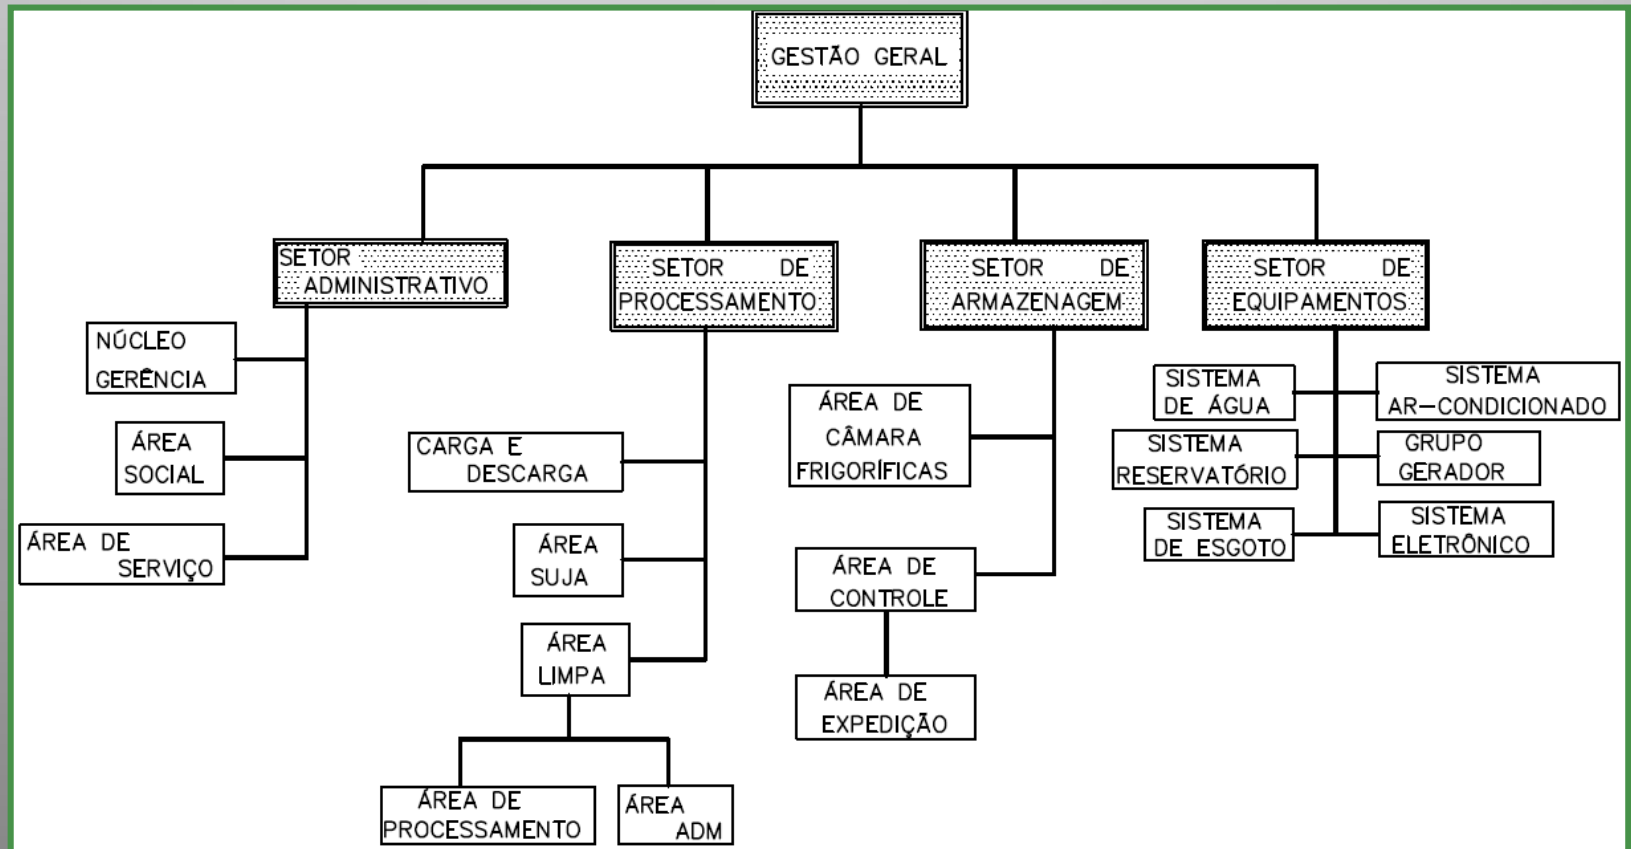 GESTÃO GERAL
SETOR
ADMINISTRATIVO
SETOR DE
PROCESSAMENTO
SETOR DE
ARMAZENAGEM
SETOR DE
EQUIPAMENTOS
NÚCLEO
GERÊNCIA
ÁREA
SOCIAL
ÁREA DE
SERVIÇO
CARGA E
DESCARGA
ÁREA
SUJA
ÁREA
LIMPA
ÁREA DE
PROCESSAMENTO
ÁREA
ADM
ÁREA DE
CÂMARA
FRIGORÍFICAS
ÁREA DE
CONTROLE
ÁREA DE
EXPEDIÇÃO
SISTEMA
DE ÁGUA
SISTEMA
RESERVATÓRIO
SISTEMA
DE ESGOTO
SISTEMA
AR-CONDICIONADO
GRUPO
GERADOR
SISTEMA
ELETRÔNICO